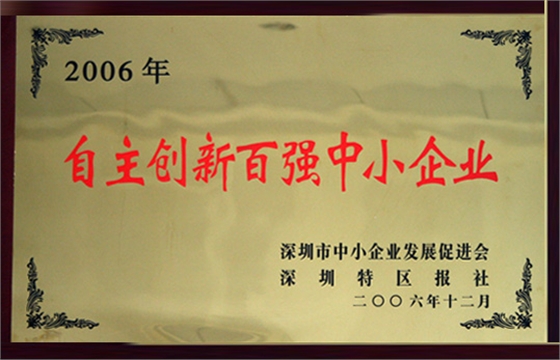 2006年
自主创新百强中小企业
深圳市中小企业发展促进会
深圳特区报社
二〇〇六年十二月